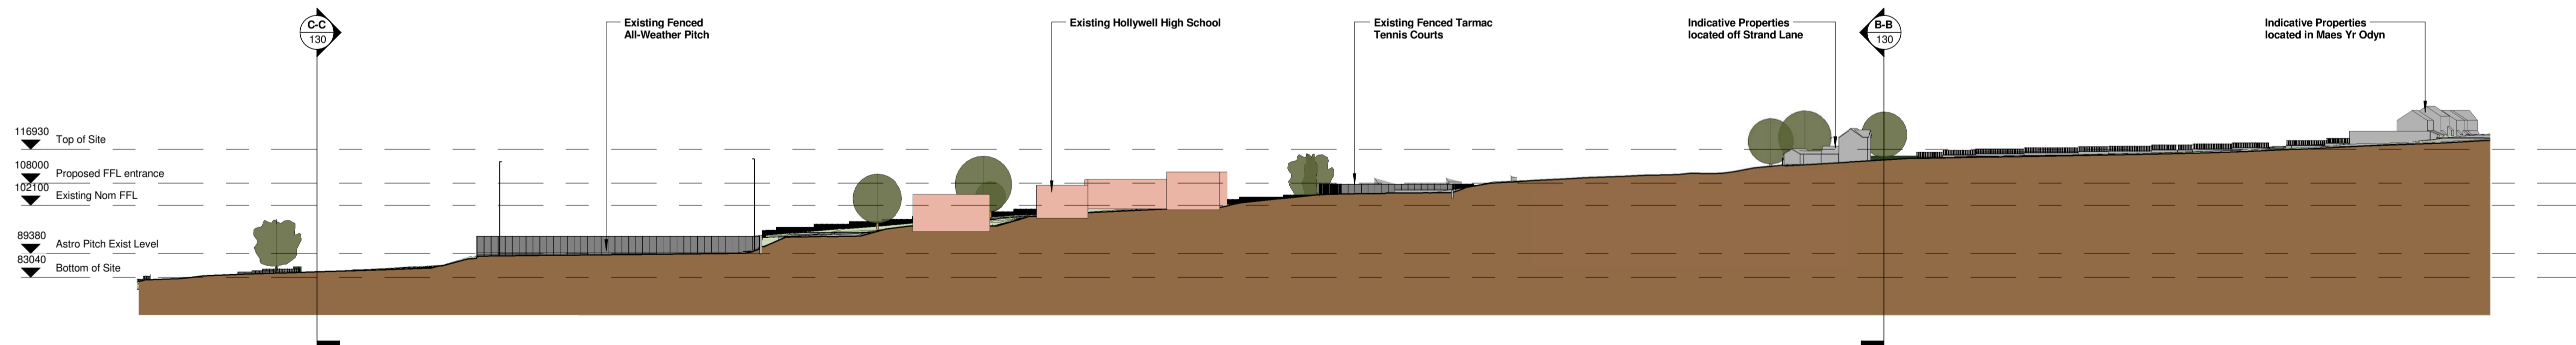 C-C
130
Existing Fenced
All-Weather Pitch
Existing Hollywell High School
Existing Fenced Tarmac
Tennis Courts
Indicative Properties
located off Strand Lane
B-B
130
Indicative Properties
located in Maes Yr Odyn
116930
Top of Site
108000
Proposed FFL entrance
102100
Existing Nom FFL
89380
Astro Pitch Exist Level
83040
Bottom of Site